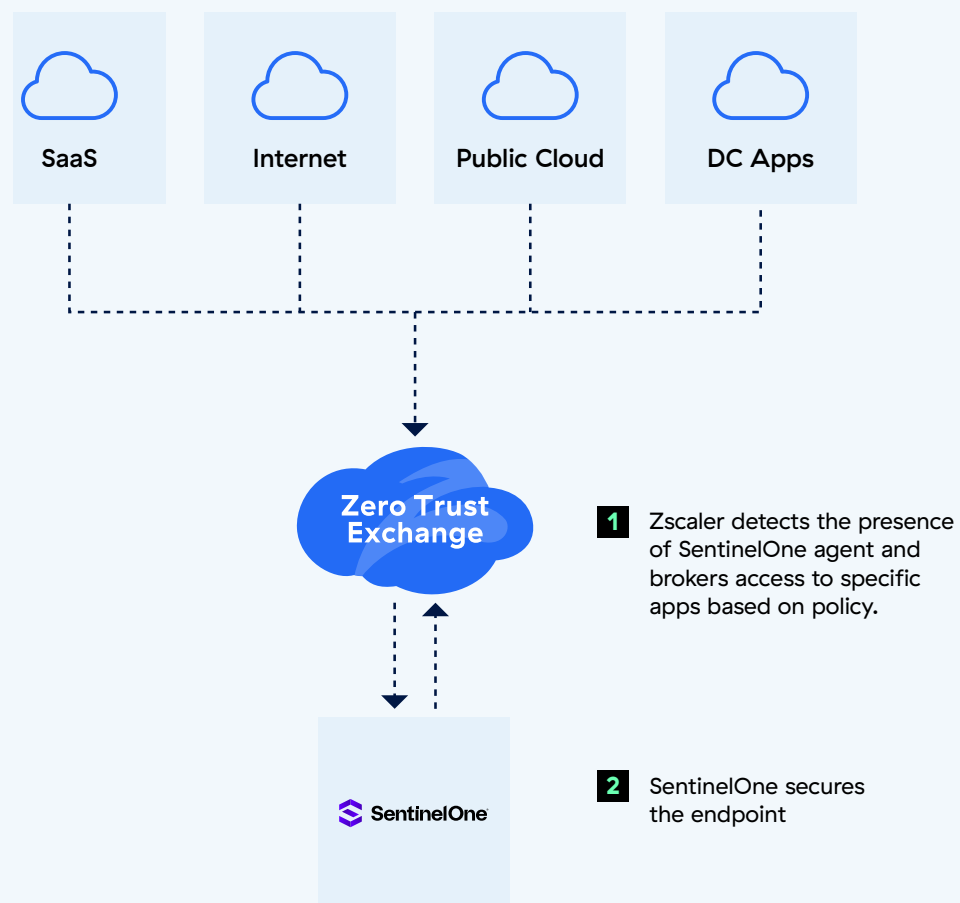 SaaS
Internet
Public Cloud
DC Apps
Zero Trust
Exchange
1
Zscaler detects the presence
of SentinelOne agent and
brokers access to specific
apps based on policy.
SentinelOne
2
SentinelOne secures
the endpoint